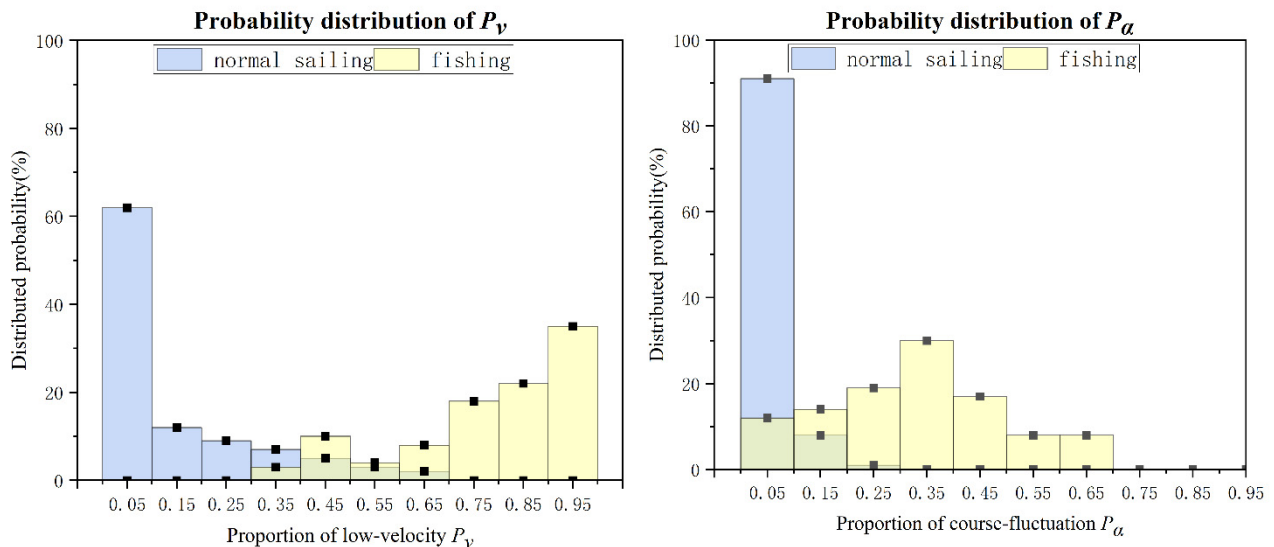 Probability distribution of Pv
normal sailing fishing
100
80
60
40
20
0
Distributed probability(%)
0.05 0.15 0.25 0.35 0.45 0.55 0.65 0.75 0.85 0.95
Proportion of low-velocity Pv
Probability distribution of Pα
normal sailing fishing
100
80
60
40
20
0
Distributed probability(%)
0.05 0.15 0.25 0.35 0.45 0.55 0.65 0.75 0.85 0.95
Proportion of course-fluctuation Pα